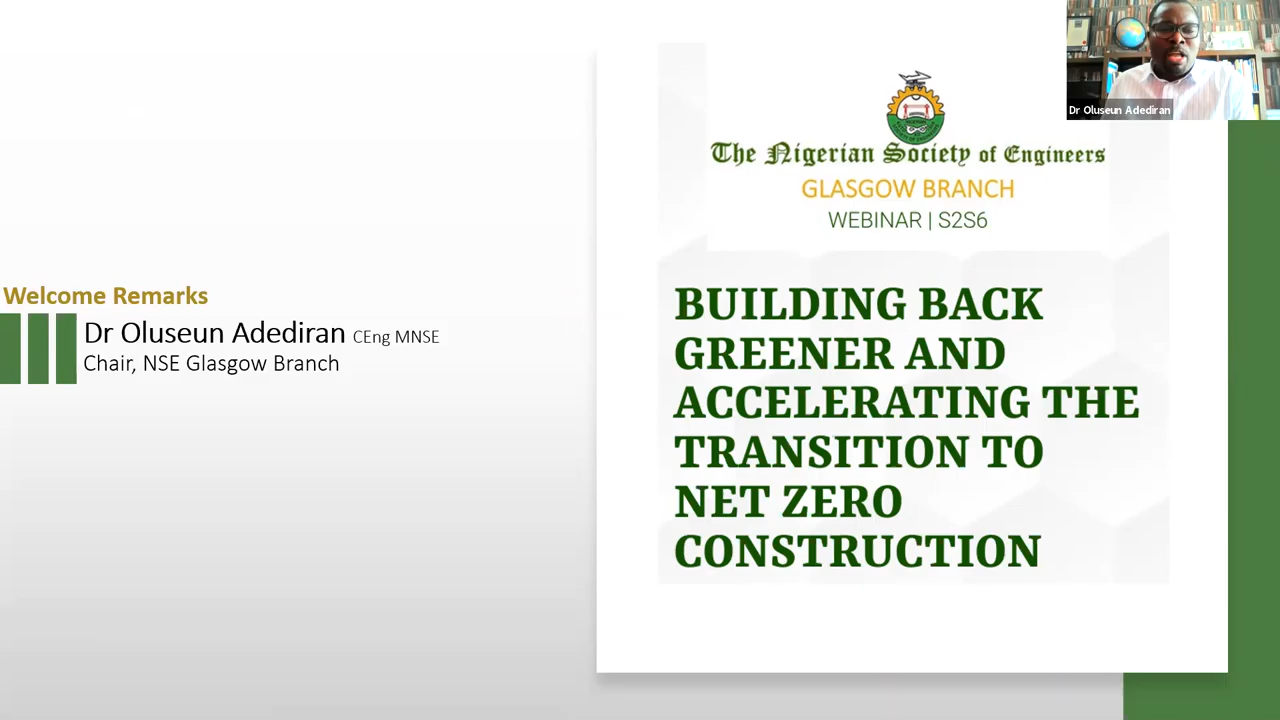 Dr Oluseun Adediran
The Nigerian Society of Engineers
GLASGOW BRANCH
WEBINAR | S2S6
Welcome Remarks
Dr Oluseun Adediran CEng MNSE
Chair, NSE Glasgow Branch
BUILDING BACK
GREENER AND
ACCELERATING THE
TRANSITION TO
NET ZERO
CONSTRUCTION